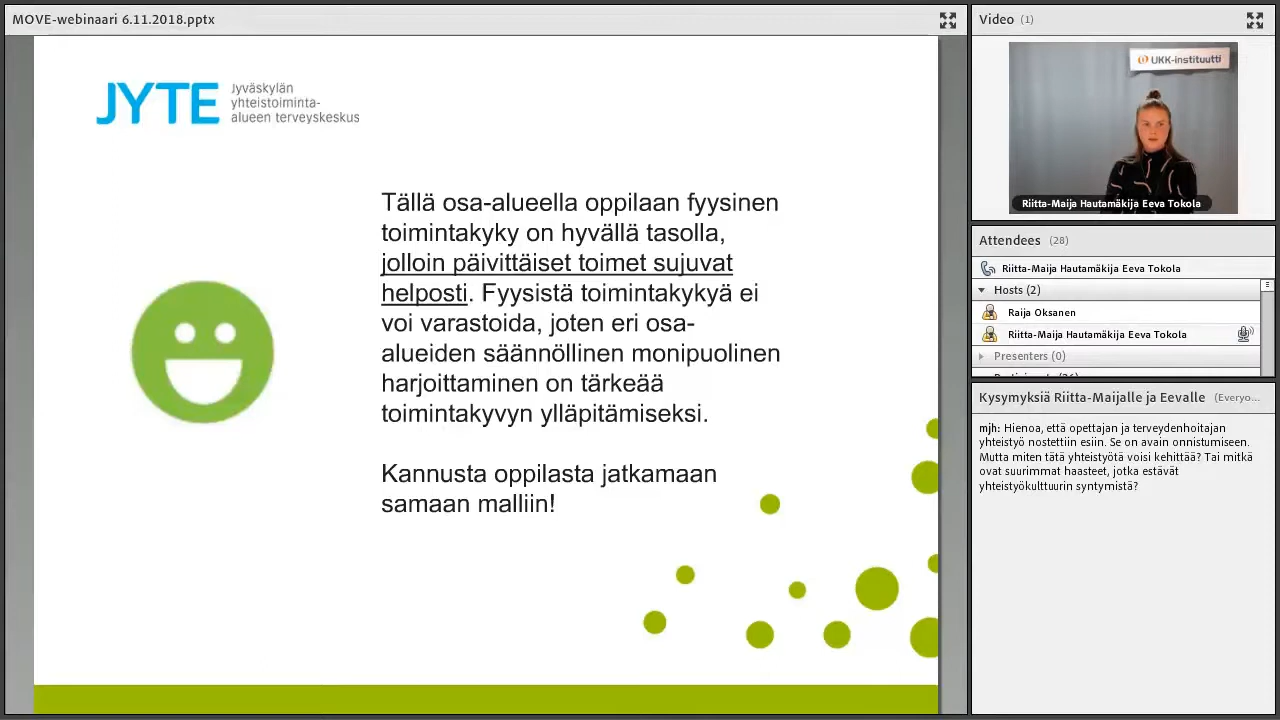 MOVE-webinaari 6.11.2018.pptx
JYTE
Jyväskylän
yhteistoiminta-
alueen terveyskeskus
Tällä osa-alueella oppilaan fyysinen
toimintakyky on hyvällä tasolla,
jolloin päivittäiset toimet sujuvat
helposti. Fyysistä toimintakykyä ei
voi varastoida, joten eri osa-
alueiden säännöllinen monipuolinen
harjoittaminen on tärkeää
toimintakyvyn ylläpitämiseksi.
Kannusta oppilasta jatkamaan
samaan malliin!
Video (1)
UKK-instituutti
Riitta-Maija Hautamäkija Eeva Tokola
Attendees (28)
Riitta-Maija Hautamäkija Eeva Tokola
Hosts (2)
Raija Oksanen
Riitta-Maija Hautamäkija Eeva Tokola
Presenters (0)
Kysymyksiä Riitta-Maijalle ja Eevalle (Everyo...
mjh: Hienoa, että opettajan ja terveydenhoitajan
yhteistyö nostettiin esiin. Se on avain onnistumiseen.
Mutta miten tätä yhteistyötä voisi kehittää? Tai mitkä
ovat suurimmat haasteet, jotka estävät
yhteistyökulttuurin syntymistä?